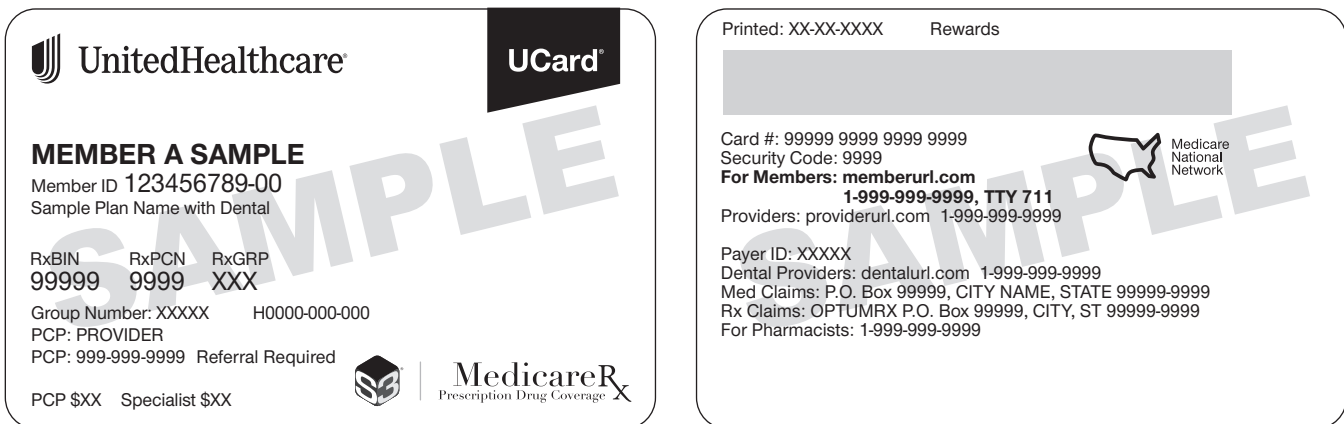 UnitedHealthcare®
UCard®
SAMPLE
MEMBER A SAMPLE
Member ID 123456789-00
Sample Plan Name with Dental
RxBIN RxPCN RxGRP
99999 9999 XXX
Group Number: XXXXX H0000-000-000
PCP: PROVIDER
PCP: 999-999-9999 Referral Required
PCP $XX Specialist $XX
S3
MedicareRx
Prescription Drug Coverage
Printed: XX-XX-XXXX Rewards
SAMPLE
Card #: 99999 9999 9999 9999
Security Code: 9999
For Members: memberurl.com
1-999-999-9999, TTY 711
Providers: providerurl.com 1-999-999-9999
Medicare
National
Network
Payer ID: XXXXX
Dental Providers: dentalurl.com 1-999-999-9999
Med Claims: P.O. Box 99999, CITY NAME, STATE 99999-9999
Rx Claims: OPTUMRX P.O. Box 99999, CITY, ST 99999-9999
For Pharmacists: 1-999-999-9999